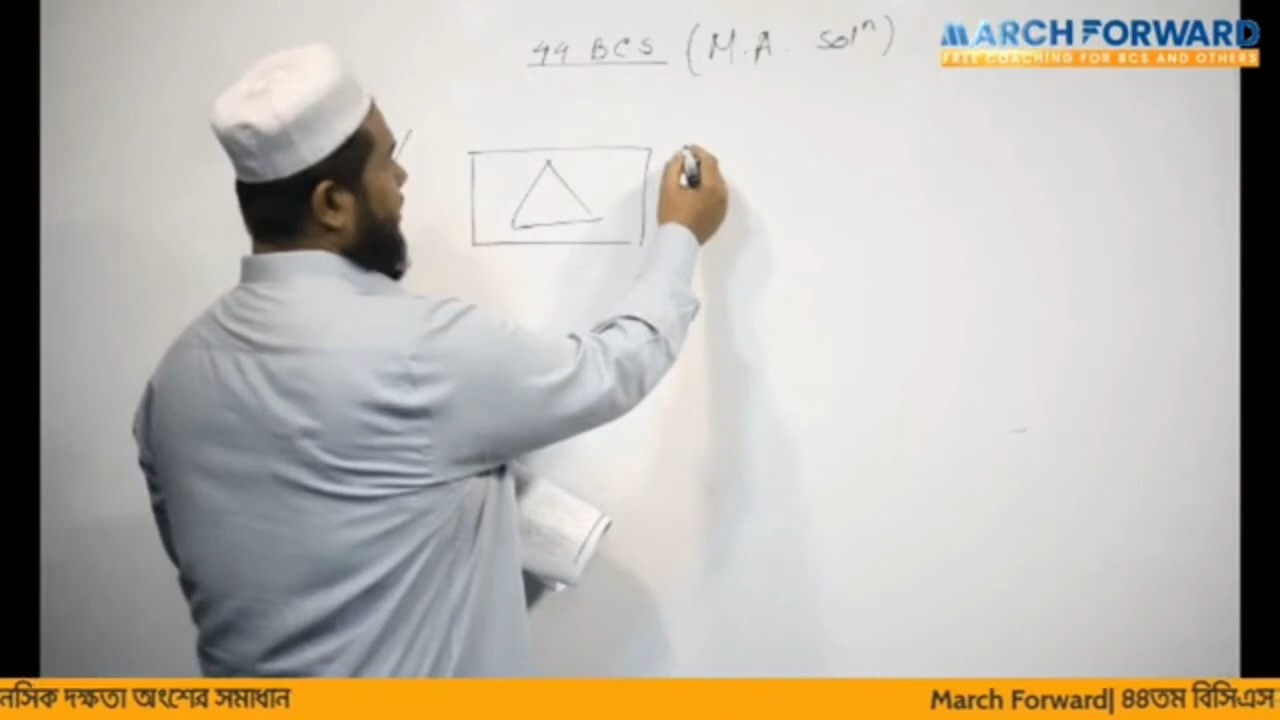 44 BCS (M.A. Solⁿ)
MARCH FORWARD
FREE COACHING FOR BCS AND OTHERS
নসিক দক্ষতা অংশের সমাধান
March Forward| ৪৪তম বিসিএস